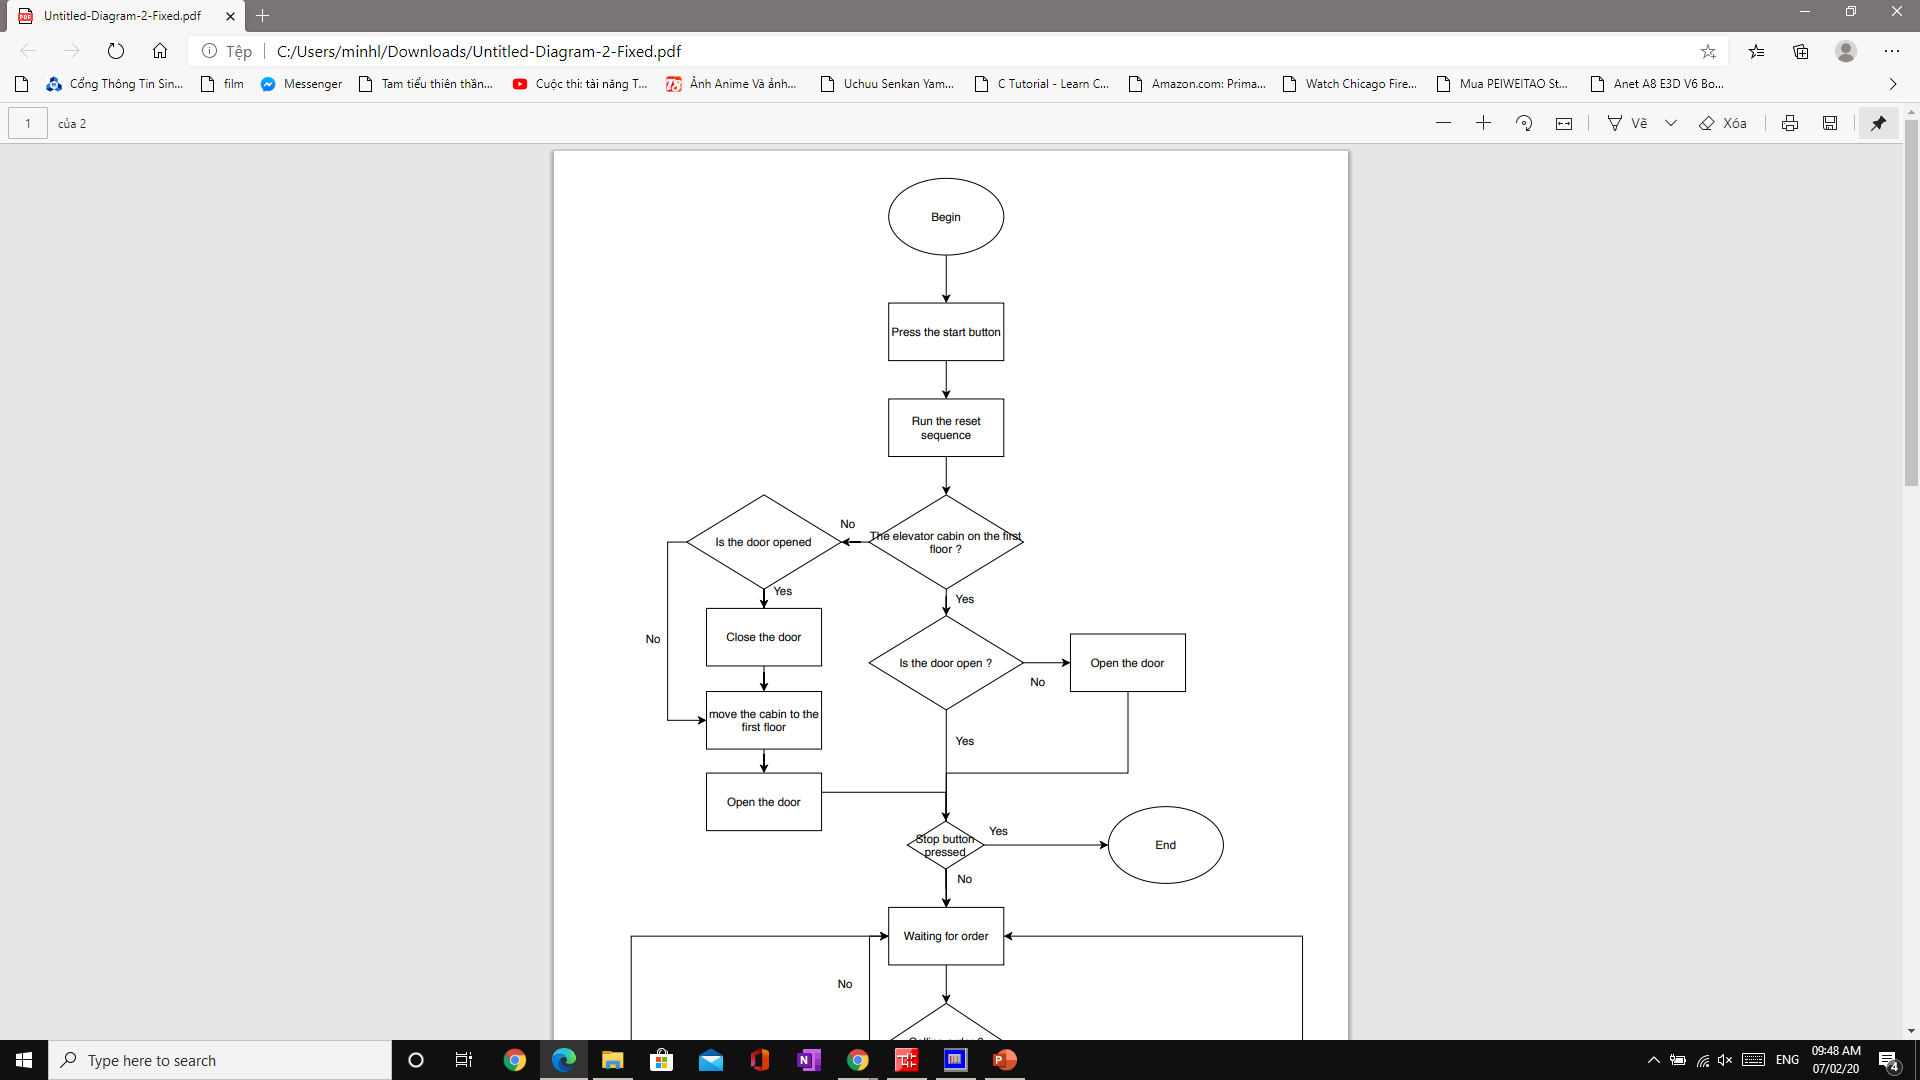 Untitled-Diagram-2-Fixed.pdf
Tệp
C:/Users/minhl/Downloads/Untitled-Diagram-2-Fixed.pdf
Cổng Thông Tin Sin...
film
Messenger
Tam tiểu thiên thần...
Cuộc thi: tài năng T...
Ảnh Anime Và ảnh...
Uchuu Senkan Yam...
C Tutorial - Learn C...
Amazon.com: Prima...
Watch Chicago Fire...
Mua PEIWEITAO St...
Anet A8 E3D V6 Bo...
1
của 2
Vẽ
Xóa
Begin
Press the start button
Run the reset
sequence
No
The elevator cabin on the first
floor ?
Is the door opened
Yes
Yes
No
Close the door
Is the door open ?
No
Open the door
move the cabin to the
first floor
Yes
Open the door
Stop button
pressed
Yes
End
No
Waiting for order
No
Type here to search
ENG
09:48 AM
07/02/20
4